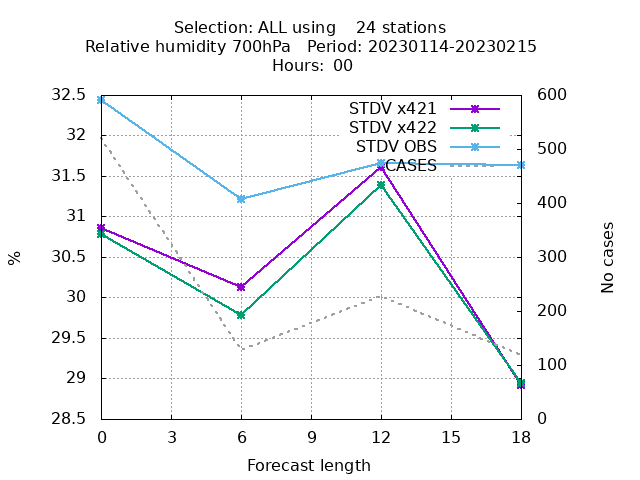 Selection: ALL using    24 stations
Relative humidity 700hPa   Period: 20230114-20230215
Hours:  00
32.5
32
31.5
31
30.5
30
29.5
29
28.5
%
STDV x421
STDV x422
STDV OBS
CASES
600
500
400
300
200
100
0
No cases
0 3 6 9 12 15 18
Forecast length